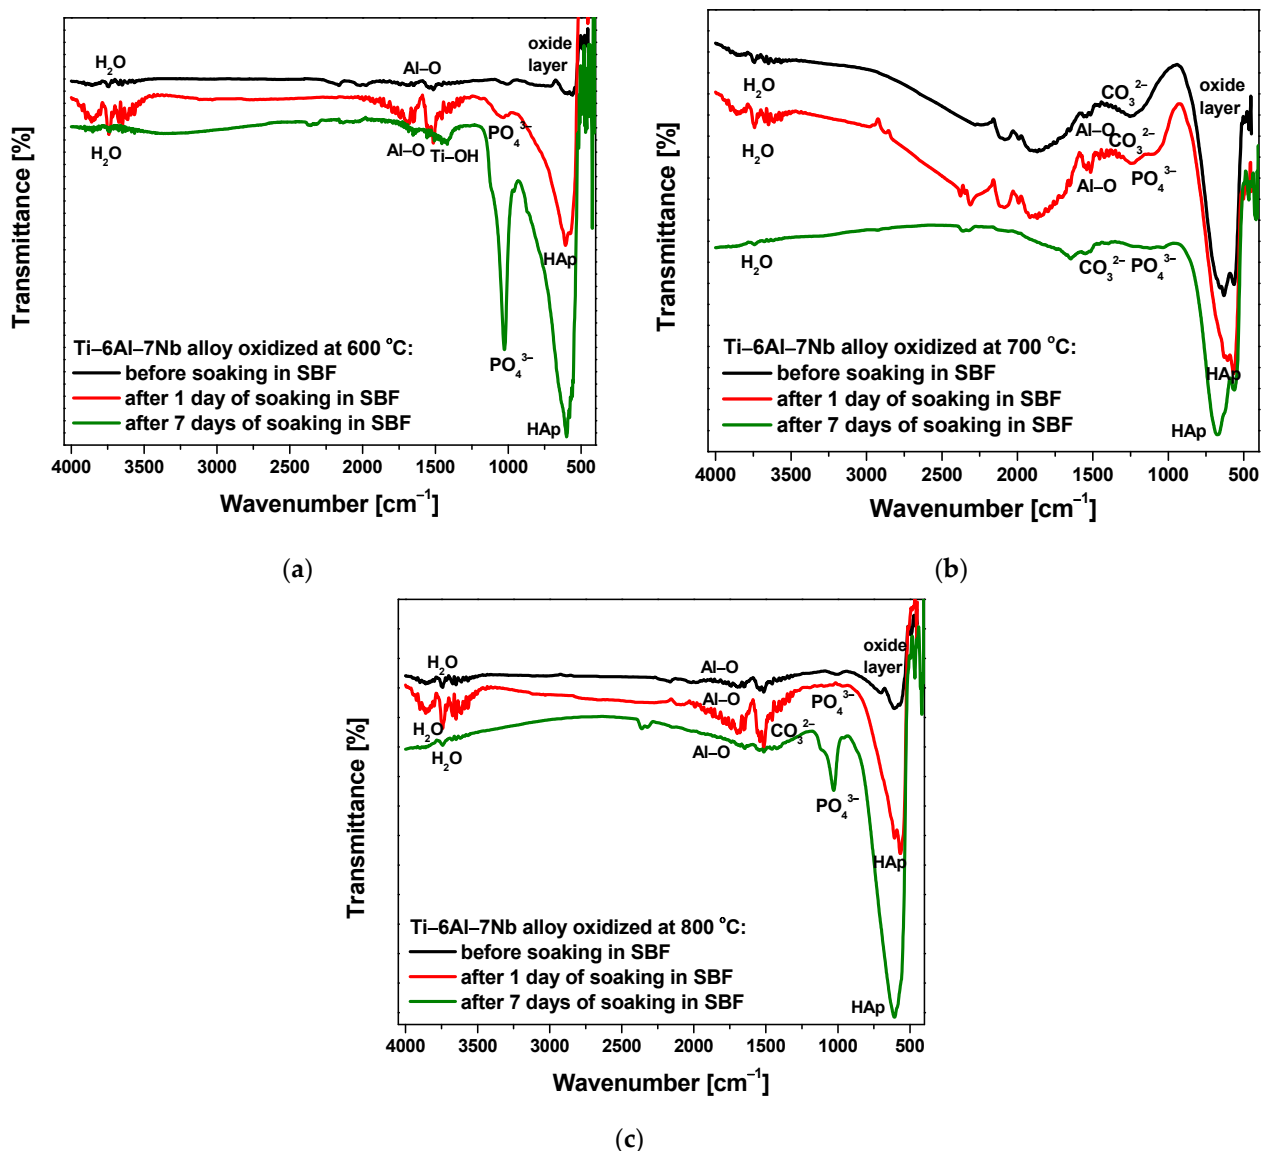 oxide
layer
H₂O
Al–O
PO₄³⁻
H₂O
Al–O
Ti–OH
HAp
PO₄³⁻
HAp
Transmittance [%]
Ti–6Al–7Nb alloy oxidized at 600 °C:
before soaking in SBF
after 1 day of soaking in SBF
after 7 days of soaking in SBF
4000 3500 3000 2500 2000 1500 1000 500
Wavenumber [cm⁻¹]
(a)
oxide
layer
H₂O
CO₃²⁻
Al–O
CO₃²⁻
H₂O
Al–O
PO₄³⁻
H₂O
CO₃²⁻
PO₄³⁻
HAp
HAp
Transmittance [%]
Ti–6Al–7Nb alloy oxidized at 700 °C:
before soaking in SBF
after 1 day of soaking in SBF
after 7 days of soaking in SBF
4000 3500 3000 2500 2000 1500 1000 500
Wavenumber [cm⁻¹]
(b)
oxide
layer
H₂O
Al–O
Al–O
PO₄³⁻
H₂O
CO₃²⁻
H₂O
Al–O
PO₄³⁻
HAp
HAp
Transmittance [%]
Ti–6Al–7Nb alloy oxidized at 800 °C:
before soaking in SBF
after 1 day of soaking in SBF
after 7 days of soaking in SBF
4000 3500 3000 2500 2000 1500 1000 500
Wavenumber [cm⁻¹]
(c)